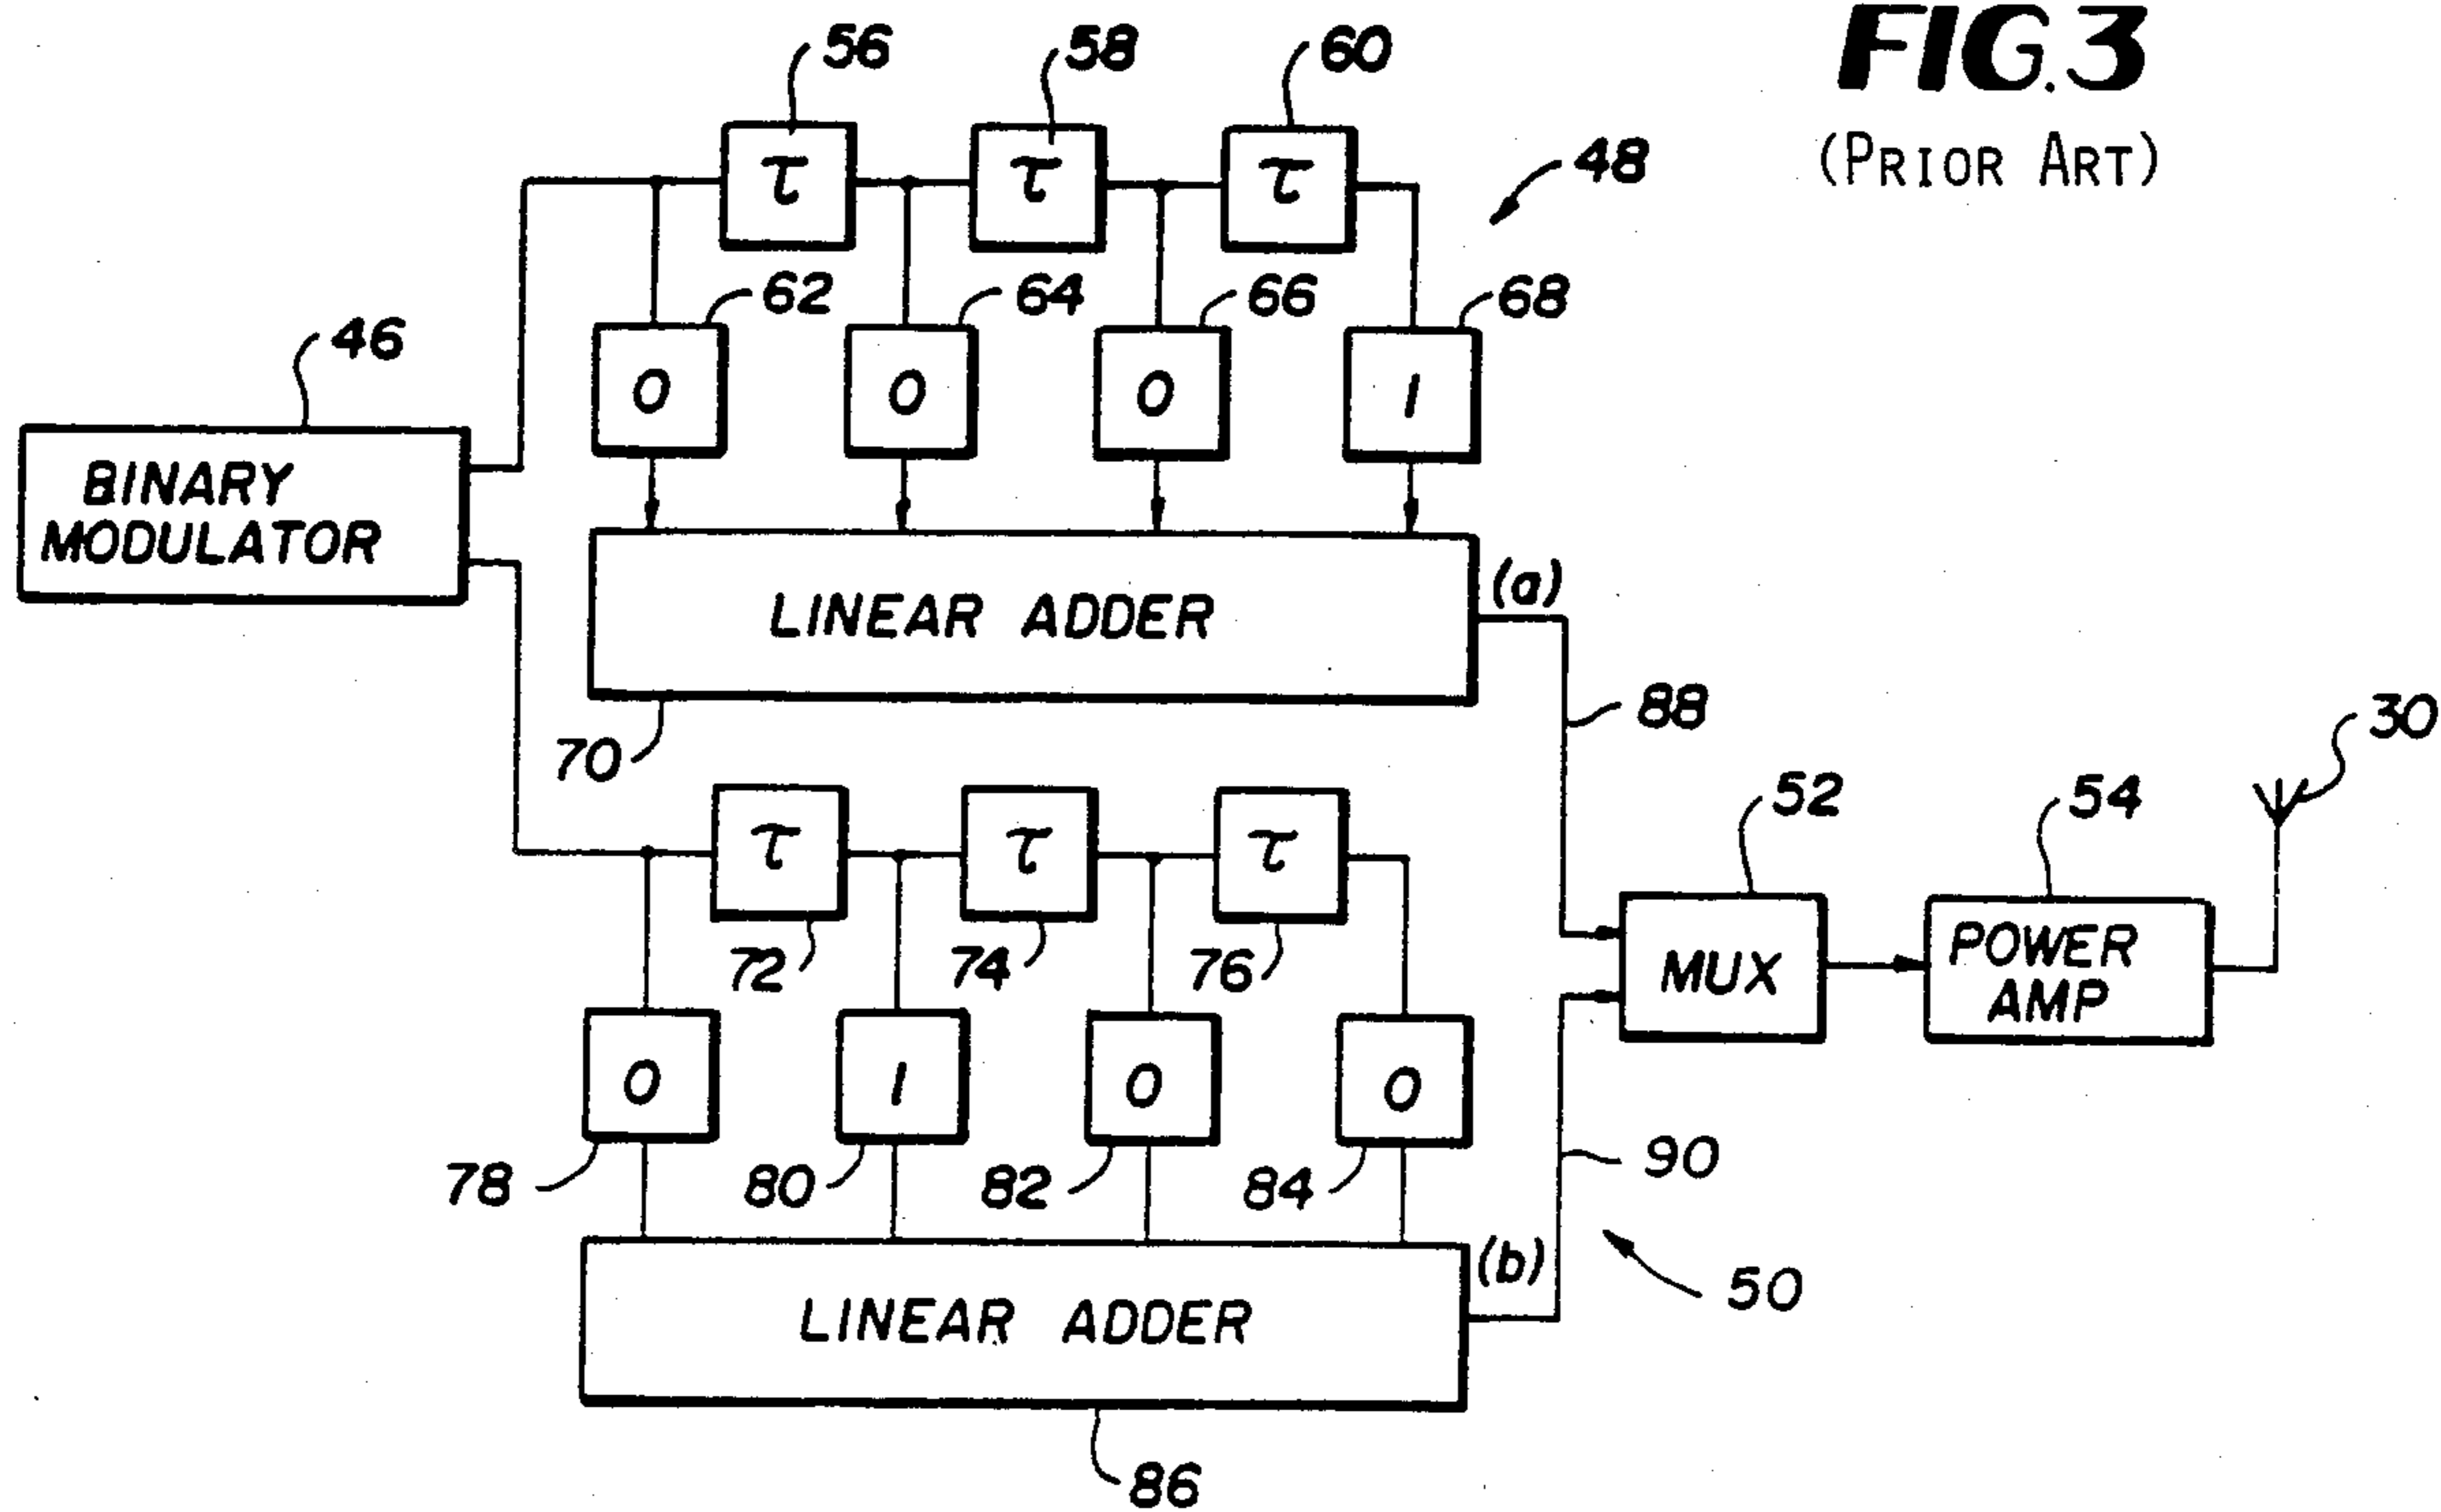 FIG.3
(PRIOR ART)
56
58
60
48
τ
τ
τ
62
64
66
68
46
0
0
0
1
BINARY
MODULATOR
(a)
LINEAR ADDER
88
30
70
52
54
τ
τ
τ
72
74
76
POWER
AMP
MUX
0
1
0
0
78
80
82
84
90
(b)
50
LINEAR ADDER
86